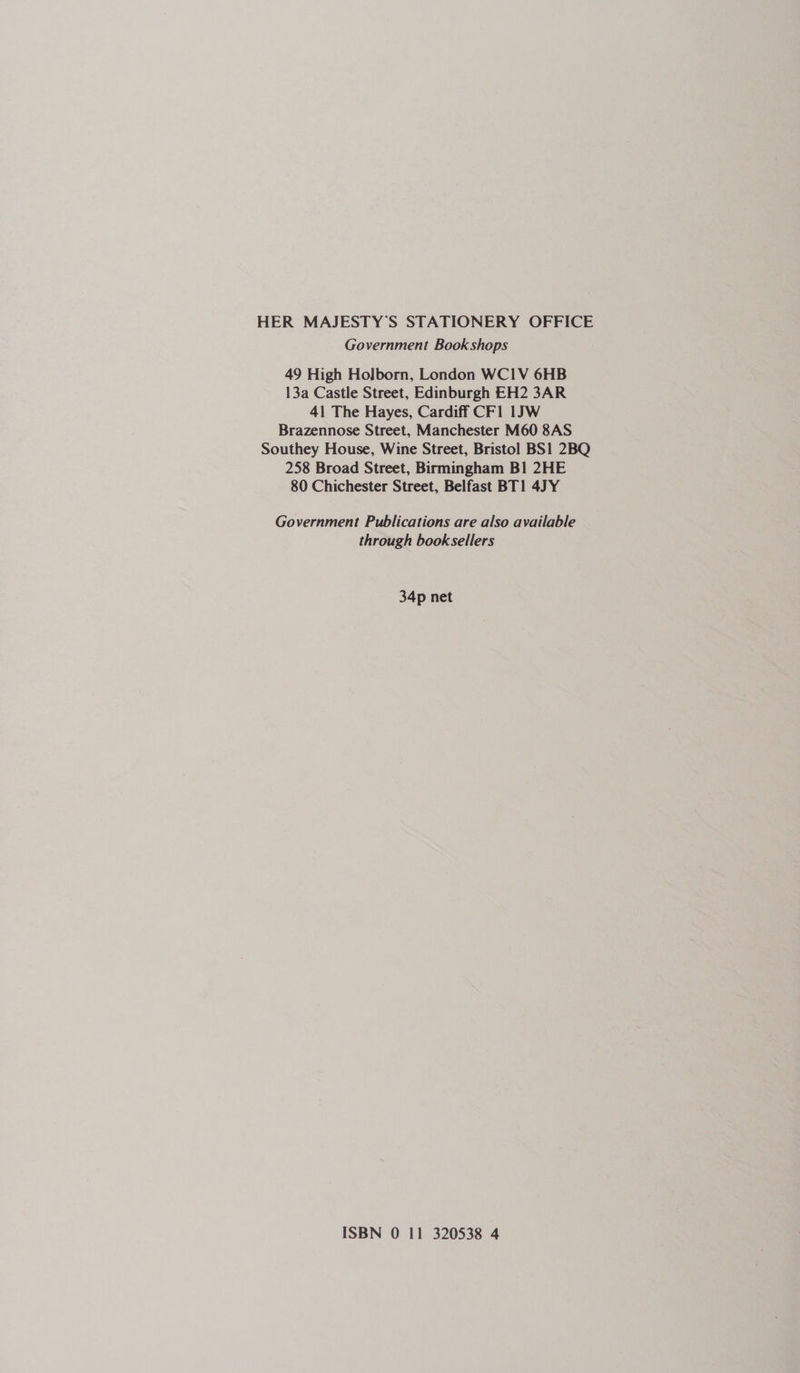 HER MAJESTY'S STATIONERY OFFICE
Government Bookshops
49 High Holborn, London WC1V 6HB
13a Castle Street, Edinburgh EH2 3AR
41 The Hayes, Cardiff CF1 1JW
Brazennose Street, Manchester M60 8AS
Southey House, Wine Street, Bristol BS1 2BQ
258 Broad Street, Birmingham B1 2HE
80 Chichester Street, Belfast BT1 4JY
Government Publications are also available
through booksellers
34p net
ISBN 0 11 320538 4